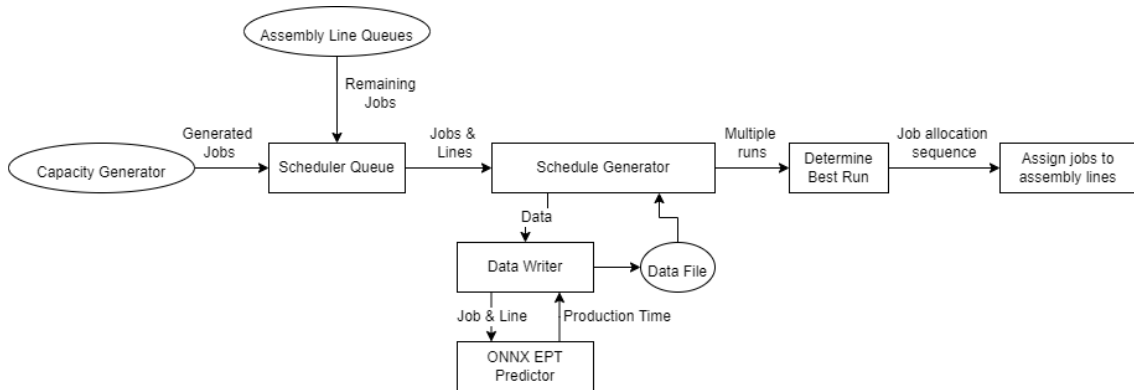 Assembly Line Queues
Remaining
Jobs
Generated
Jobs
Jobs &
Lines
Multiple
runs
Job allocation
sequence
Capacity Generator
Scheduler Queue
Schedule Generator
Determine
Best Run
Assign jobs to
assembly lines
Data
Data Writer
Data File
Job & Line
Production Time
ONNX EPT
Predictor